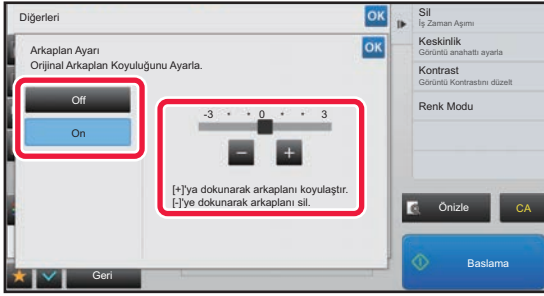 Diğerleri
OK
Arkaplan Ayarı
OK
Orijinal Arkaplan Koyuluğunu Ayarla.
Off
On
-3 • • 0 • • 3
− +
[+]'ya dokunarak arkaplanı koyulaştır.
[-]'ye dokunarak arkaplanı sil.
Geri
Sil
İş Zaman Aşımı
Keskinlik
Görüntü anahattı ayarla
Kontrast
Görüntü Kontrastını düzelt
Renk Modu
Önizle
CA
Baslama